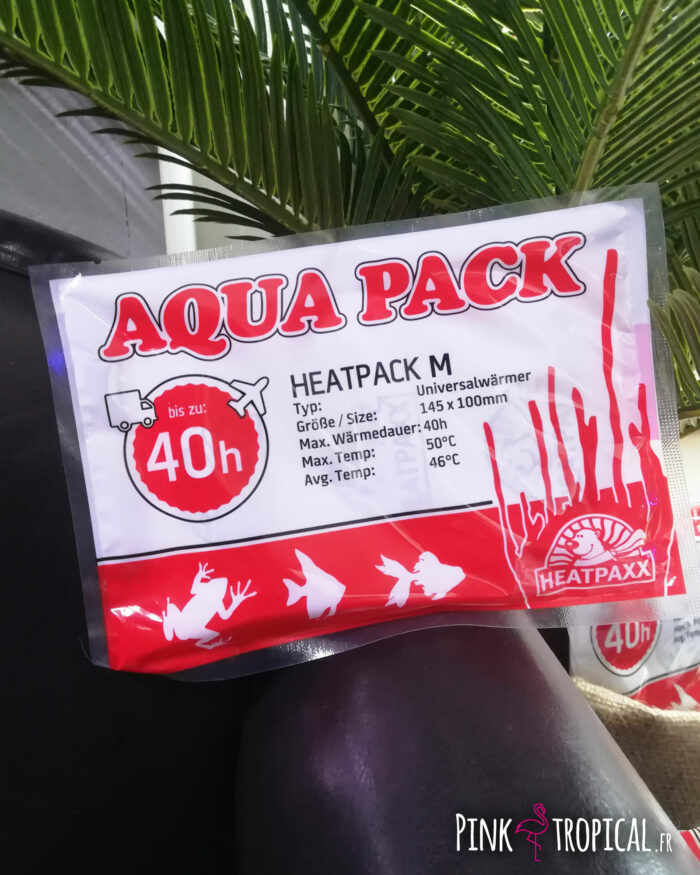 AQUA PACK
bis zu:
40h
HEATPACK M
Typ: Universalwärmer
Größe / Size: 145 x 100mm
Max. Wärmedauer: 40h
Max. Temp: 50°C
Avg. Temp: 46°C
HEATPAXX
40h
PINK TROPICAL.FR